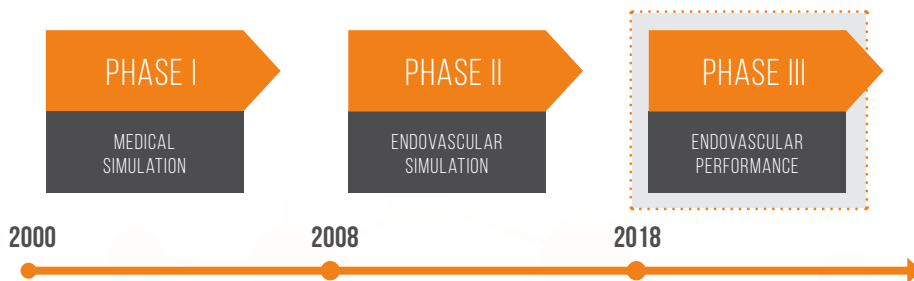 PHASE I
PHASE II
PHASE III
MEDICAL
SIMULATION
ENDOVASCULAR
SIMULATION
ENDOVASCULAR
PERFORMANCE
2000
2008
2018